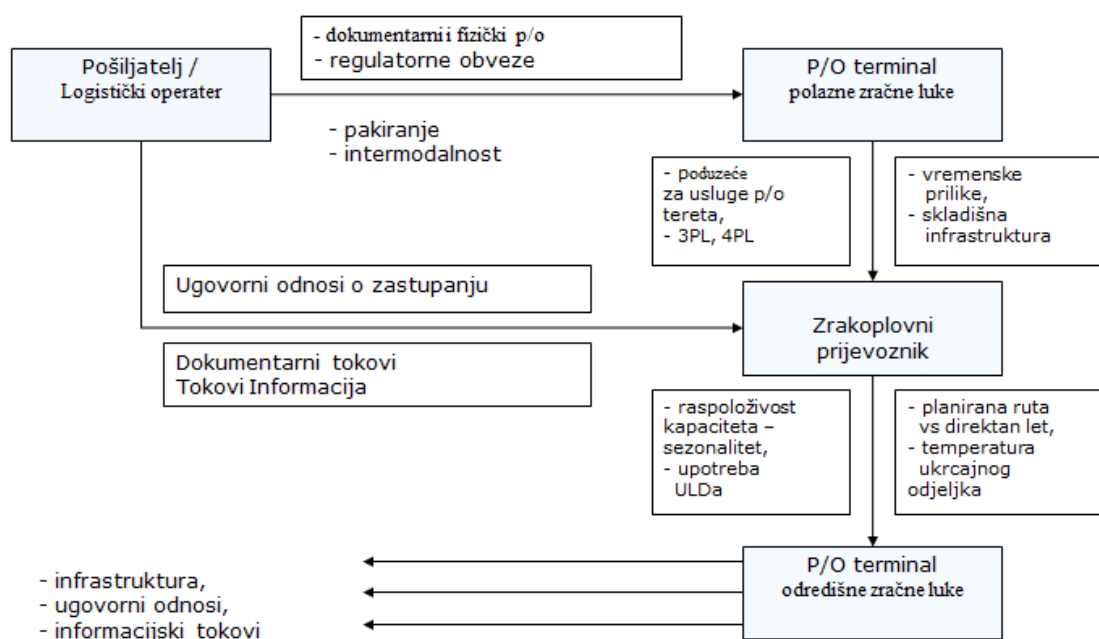 - dokumentarni i fizički p/o
- regulatorne obveze
Pošiljatelj /
Logistički operater
P/O terminal
polazne zračne luke
- pakiranje
- intermodalnost
- poduzeće
za usluge p/o
tereta,
- 3PL, 4PL
- vremenske
prilike,
- skladišna
infrastruktura
Ugovorni odnosi o zastupanju
Zrakoplovni
prijevoznik
Dokumentarni tokovi
Tokovi Informacija
- raspoloživost
kapaciteta –
sezonalitet,
- upotreba
ULDa
- planirana ruta
vs direktan let,
- temperatura
ukrcajnog
odjeljka
P/O terminal
odredišne zračne luke
- infrastruktura,
- ugovorni odnosi,
- informacijski tokovi